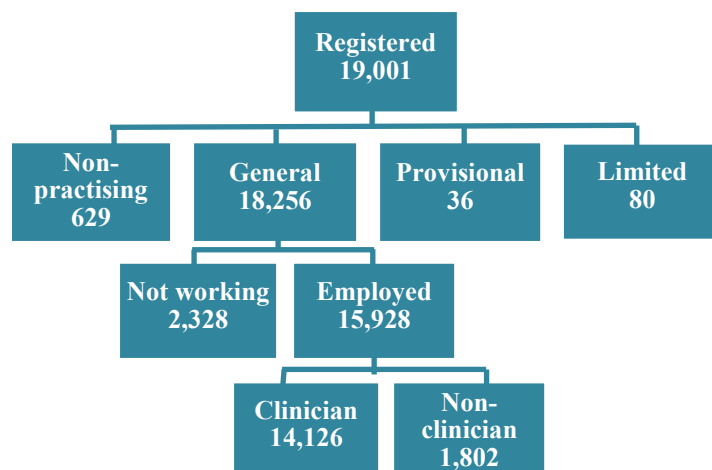 Registered
19,001
Non-
practising
629
General
18,256
Provisional
36
Limited
80
Not working
2,328
Employed
15,928
Clinician
14,126
Non-
clinician
1,802